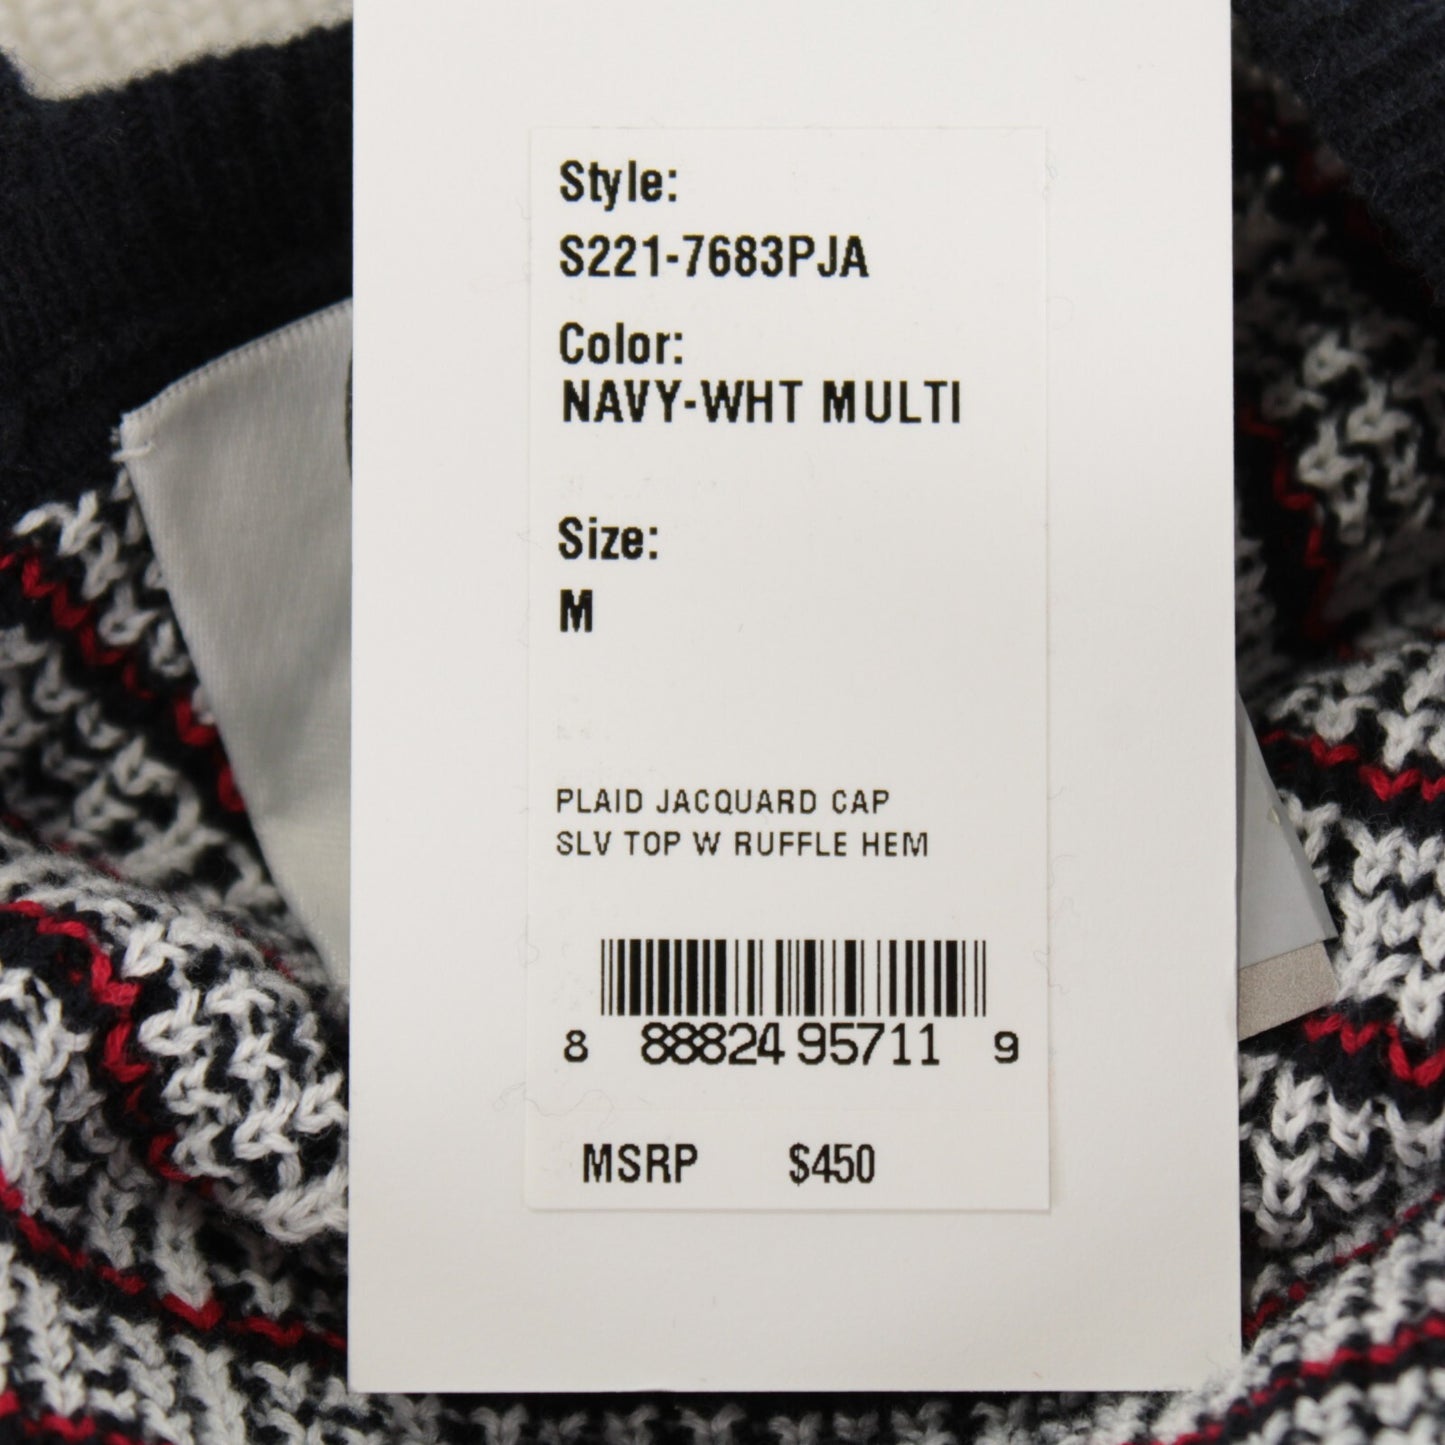 Style:
S221-7683PJA
Color:
NAVY-WHT MULTI
Size:
M
PLAID JACQUARD CAP
SLV TOP W RUFFLE HEM
8 88824 95711 9
MSRP $450